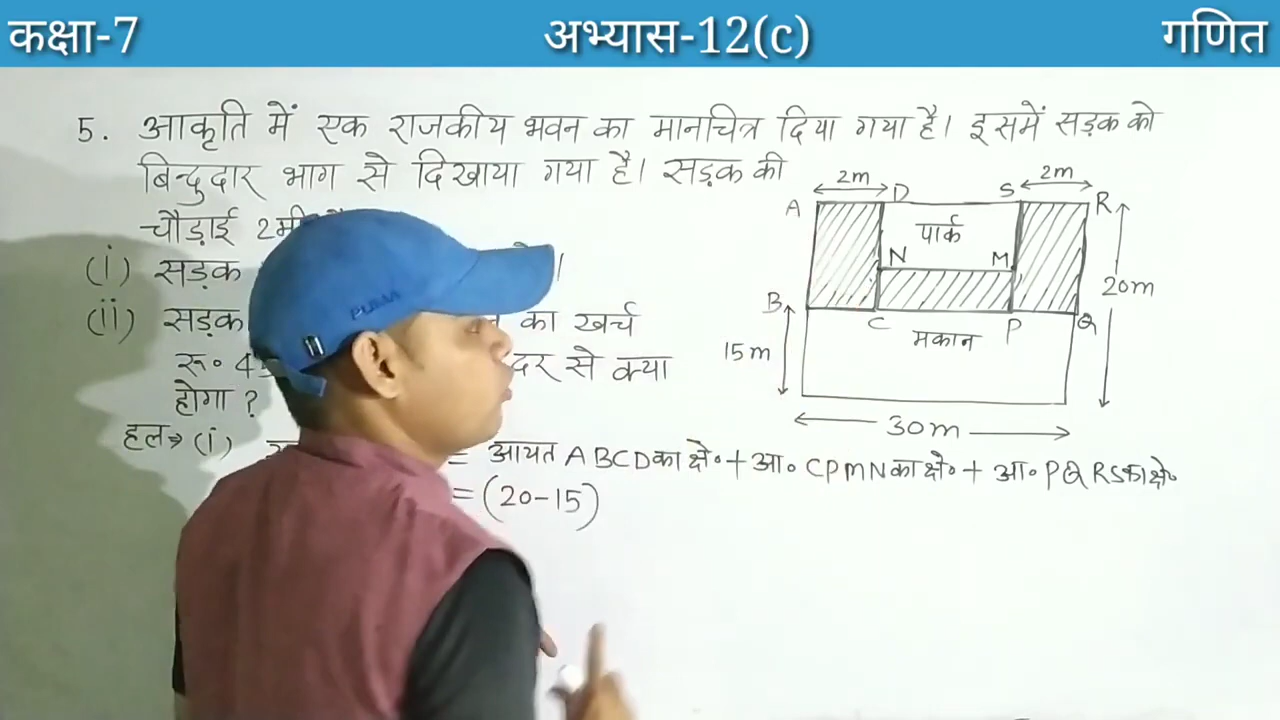 कक्षा-7 अभ्यास-12(c) गणित
5. आकृति में एक राजकीय भवन का मानचित्र दिया गया है। इसमें सड़क को
बिन्दुदार भाग से दिखाया गया है। सड़क की
चौड़ाई 2
(i) सड़क
(ii) सड़क का खर्च
रु० 4 दर से क्या
होगा ?
हल⇒ (i) = आयत ABCD का क्षे० + आ० CPMN का क्षे० + आ० PQRS का क्षे०
= (20-15)
2m 2m
A D S R
पार्क
N M
20m
B C P Q
मकान
15m
30m
PUMA